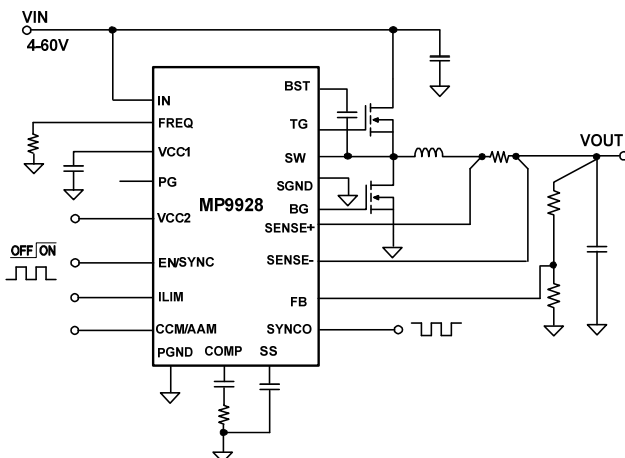 VIN
4-60V
IN
FREQ
VCC1
PG
VCC2
OFF ON
EN/SYNC
ILIM
CCM/AAM
PGND
COMP
SS
MP9928
BST
TG
SW
SGND
BG
SENSE+
SENSE-
FB
SYNCO
VOUT